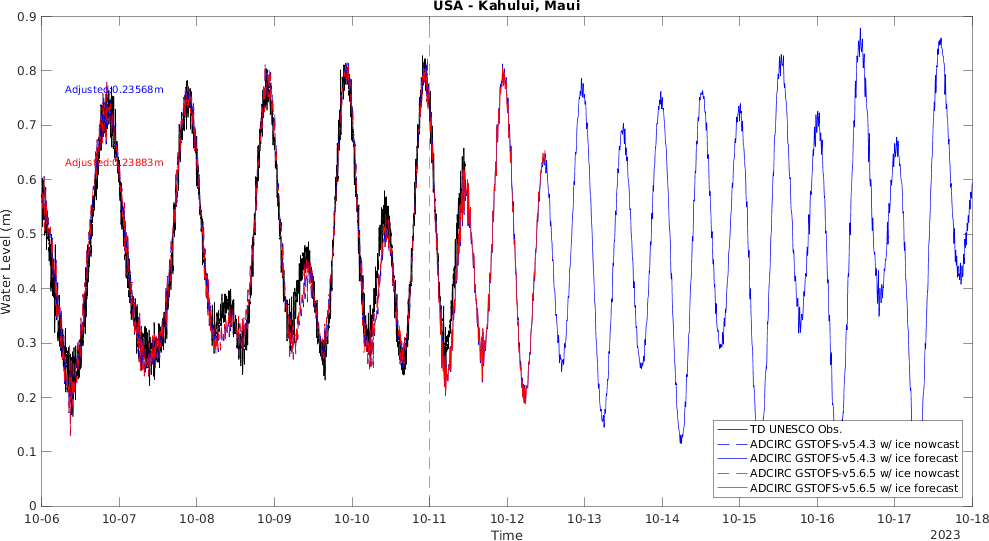 USA - Kahului, Maui
0.9
0.8
0.7
0.6
0.5
0.4
0.3
0.2
0.1
0
Water Level (m)
Adjusted:0.23568m
Adjusted:0.23883m
TD UNESCO Obs.
ADCIRC GSTOFS-v5.4.3 w/ ice nowcast
ADCIRC GSTOFS-v5.4.3 w/ ice forecast
ADCIRC GSTOFS-v5.6.5 w/ ice nowcast
ADCIRC GSTOFS-v5.6.5 w/ ice forecast
10-06 10-07 10-08 10-09 10-10 10-11 10-12 10-13 10-14 10-15 10-16 10-17 10-18
Time
2023